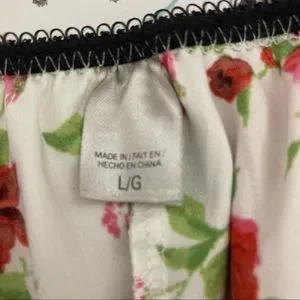 MADE IN / FAIT EN /
HECHO EN CHINA
L/G